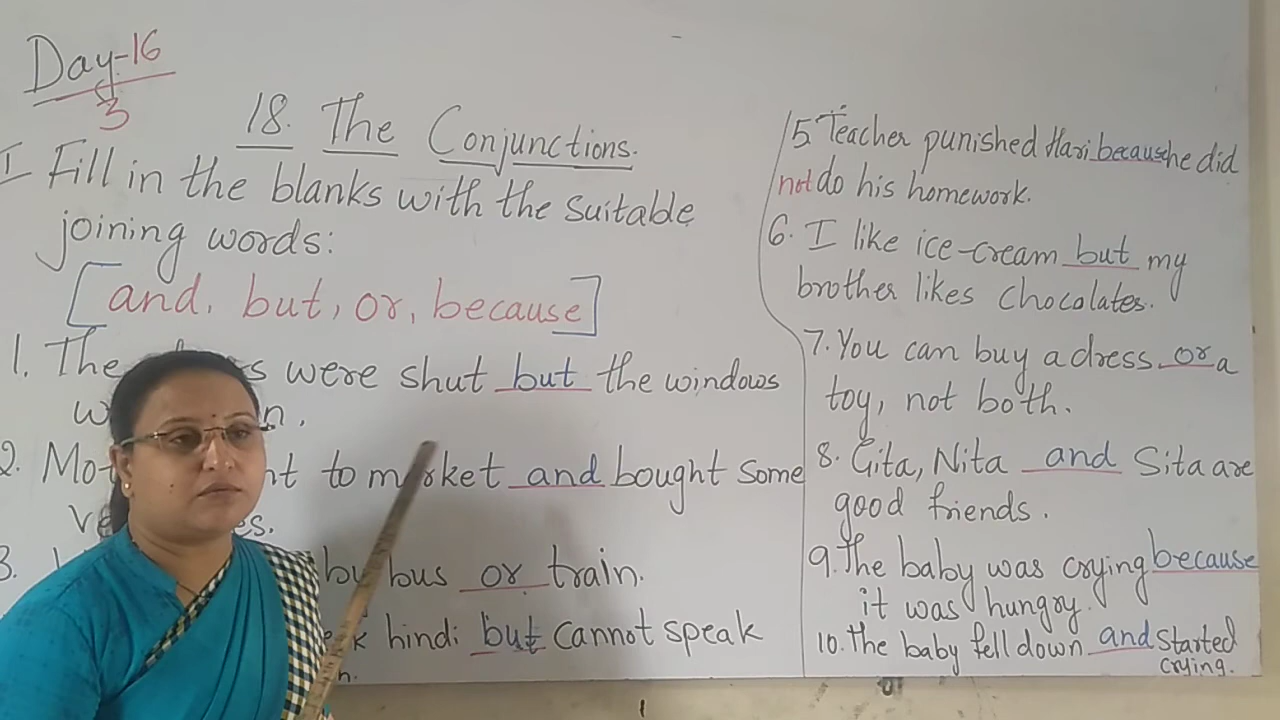 Day-16
3
18. The Conjunctions.
I Fill in the blanks with the suitable
joining words:
[and, but, or, because]
1. The were shut but the windows
2. to market and bought some
3. by bus or train.
hindi but cannot speak
5. Teacher punished Hari because he did
not do his homework.
6. I like ice-cream but my
brother likes chocolates.
7. You can buy a dress or a
toy, not both.
8. Gita, Nita and Sita are
good friends.
9. The baby was crying because
it was hungry.
10. The baby fell down and started
crying.